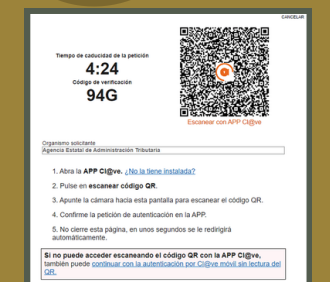 CANCELAR
Tiempo de caducidad de la petición
4:24
Código de verificación
94G
Escanear con APP Cl@ve
Organismo solicitante
Agencia Estatal de Administración Tributaria
1. Abra la APP Cl@ve. ¿No la tiene instalada?
2. Pulse en escanear código QR.
3. Apunte la cámara hacia esta pantalla para escanear el código QR.
4. Confirme la petición de autenticación en la APP.
5. No cierre esta página, en unos segundos se le redirigirá
automáticamente.
Si no puede acceder escaneando el código QR con la APP Cl@ve,
también puede continuar con la autenticación por Cl@ve móvil sin lectura del
QR.